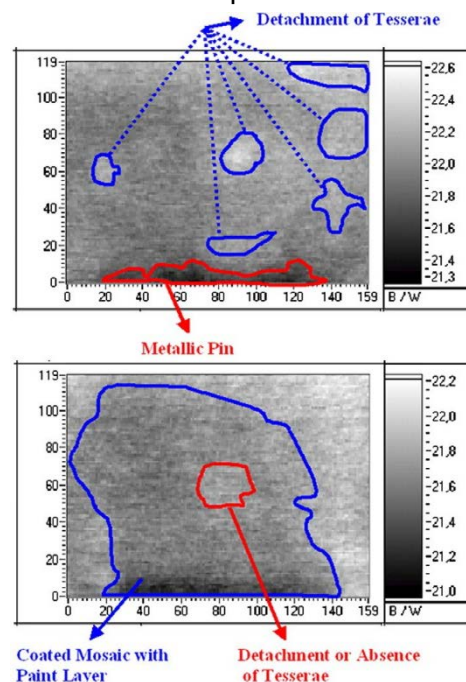 Detachment of Tesserae
119
100
80
60
40
20
0
0 20 40 60 80 100 120 140 159
22,6
22,4
22,2
22,0
21,8
21,6
21,4
21,3
B / W
Metallic Pin
119
100
80
60
40
20
0
0 20 40 60 80 100 120 140 159
22,2
22,0
21,8
21,6
21,4
21,2
21,0
B / W
Coated Mosaic with
Paint Layer
Detachment or Absence
of Tesserae